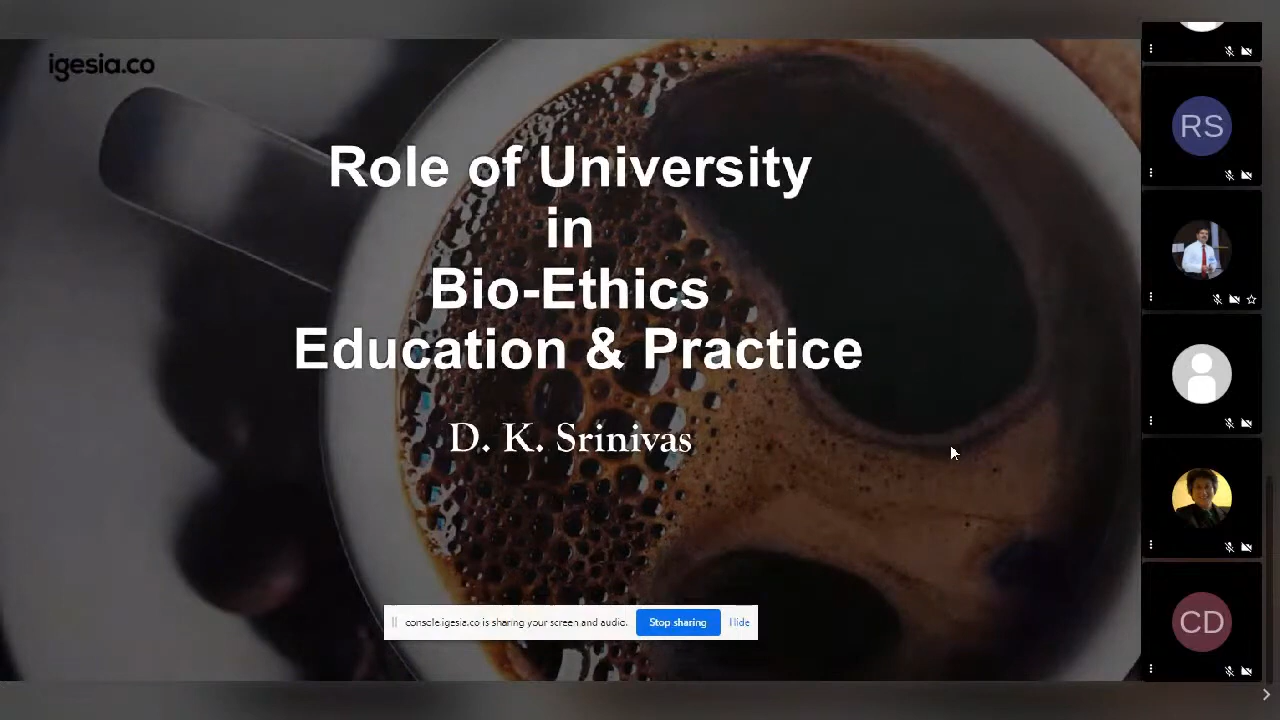 igesia.co
Role of University
in
Bio-Ethics
Education & Practice
D. K. Srinivas
console.igesia.co is sharing your screen and audio.
Stop sharing
Hide
RS
CD